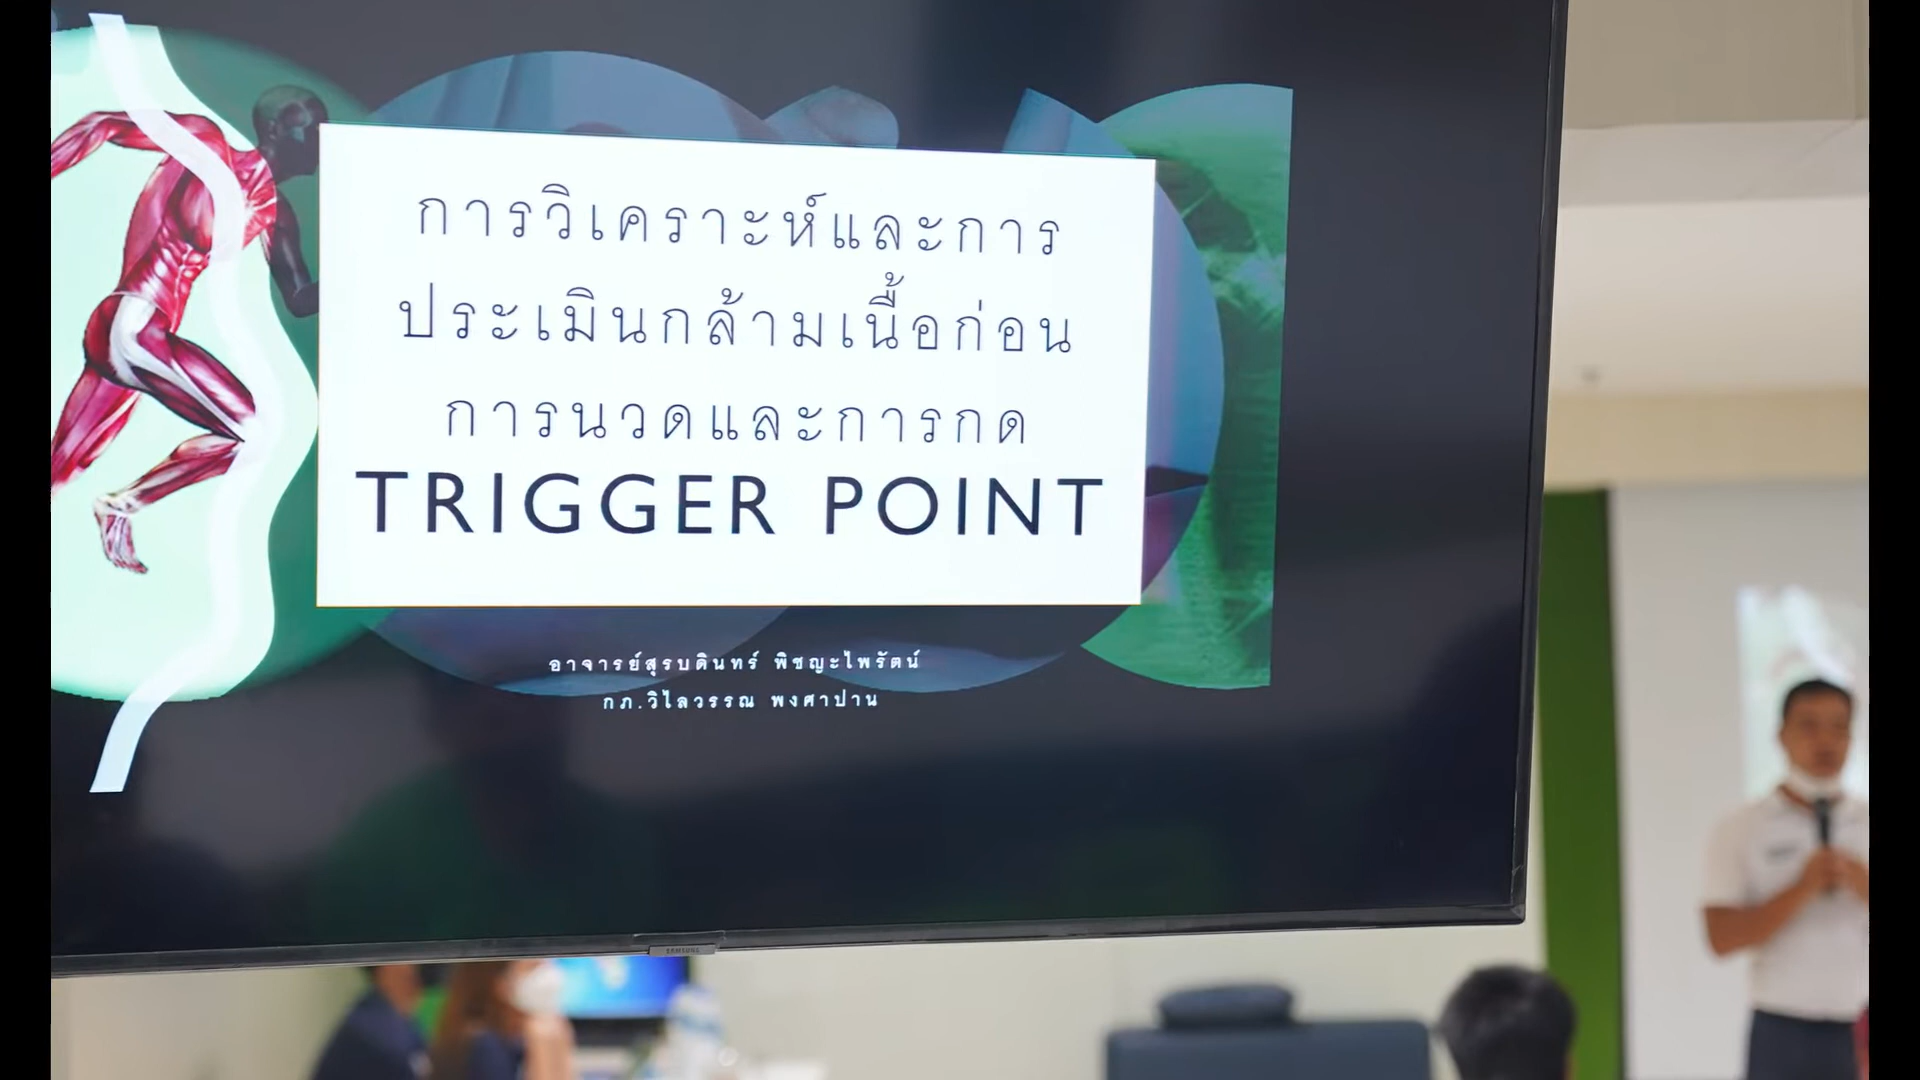 การวิเคราะห์และการ
ประเมินกล้ามเนื้อก่อน
การนวดและการกด
TRIGGER POINT
อาจารย์สุรบดินทร์ พิชญะไพรัตน์
กภ.วิไลวรรณ พงศาปาน
SAMSUNG